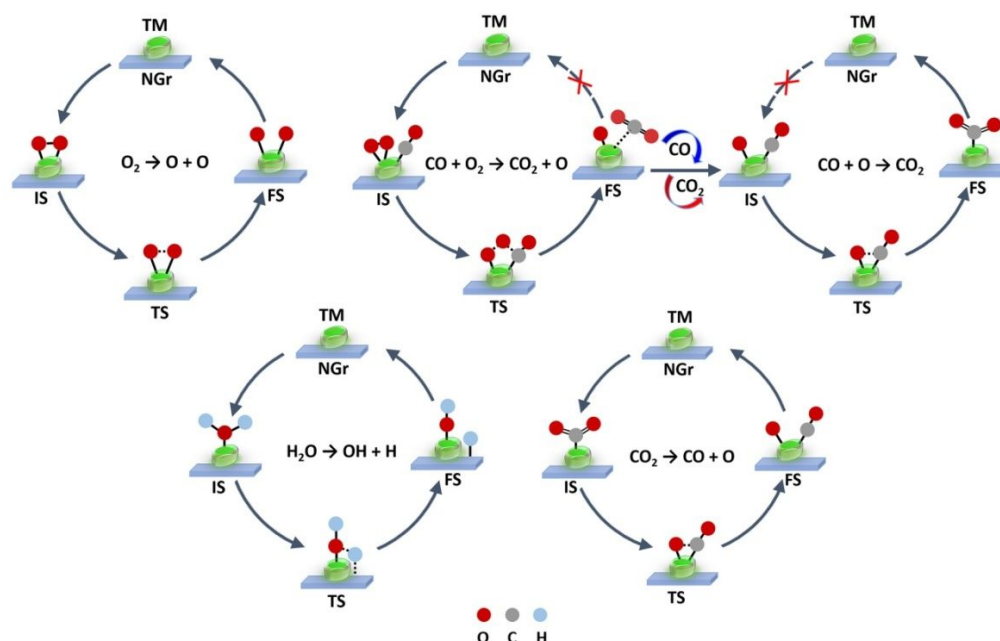 TM
NGr
O₂ → O + O
IS
FS
TS
TM
NGr
CO + O₂ → CO₂ + O
IS
FS
TS
CO
CO₂
TM
NGr
CO + O → CO₂
IS
FS
TS
TM
NGr
H₂O → OH + H
IS
FS
TS
TM
NGr
CO₂ → CO + O
IS
FS
TS
O C H